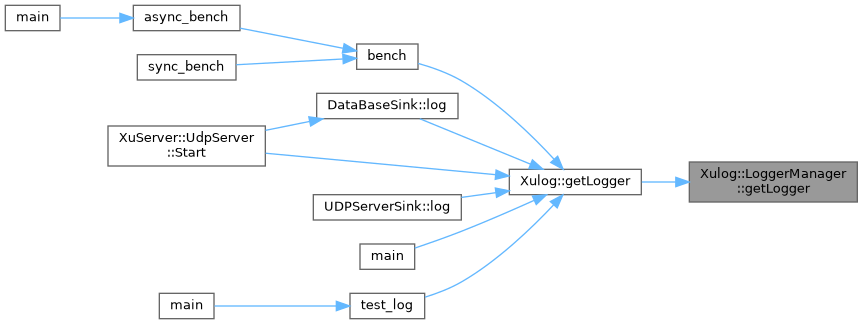 main
async_bench
sync_bench
bench
DataBaseSink::log
XuServer::UdpServer
::Start
UDPServerSink::log
main
main
test_log
Xulog::getLogger
Xulog::LoggerManager
::getLogger